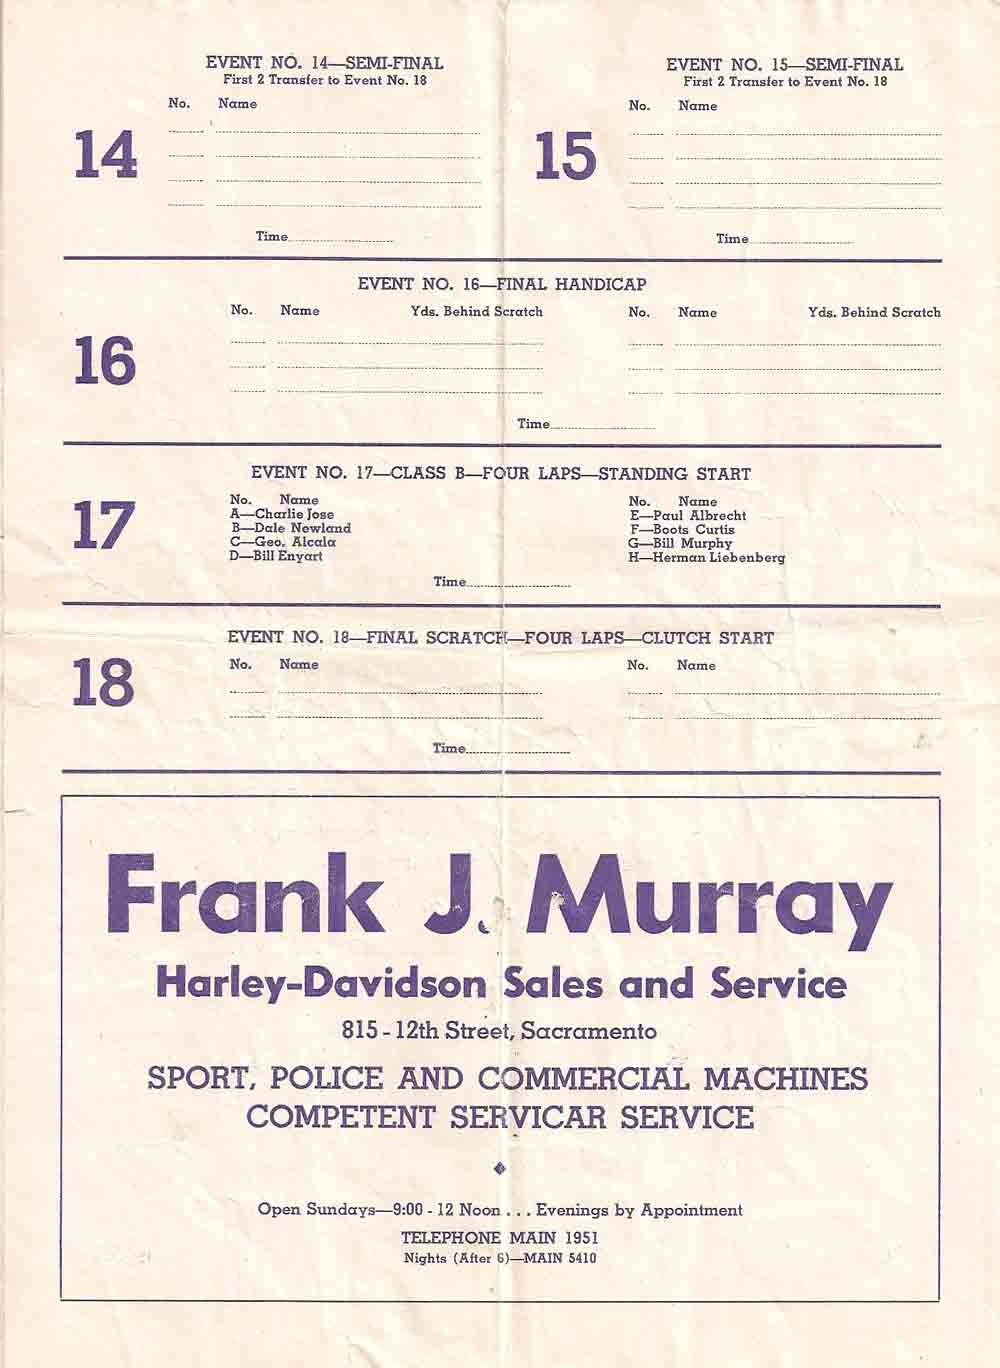 EVENT NO. 14—SEMI-FINAL
First 2 Transfer to Event No. 18
No. Name
14
Time
EVENT NO. 15—SEMI-FINAL
First 2 Transfer to Event No. 18
No. Name
15
Time
EVENT NO. 16—FINAL HANDICAP
No. Name Yds. Behind Scratch No. Name Yds. Behind Scratch
16
Time
EVENT NO. 17—CLASS B—FOUR LAPS—STANDING START
17
No. Name
A—Charlie Jose
B—Dale Newland
C—Geo. Alcala
D—Bill Enyart
No. Name
E—Paul Albrecht
F—Boots Curtis
G—Bill Murphy
H—Herman Liebenberg
Time
EVENT NO. 18—FINAL SCRATCH—FOUR LAPS—CLUTCH START
No. Name No. Name
18
Time
Frank J. Murray
Harley-Davidson Sales and Service
815 - 12th Street, Sacramento
SPORT, POLICE AND COMMERCIAL MACHINES
COMPETENT SERVICAR SERVICE
Open Sundays—9:00 - 12 Noon . . . Evenings by Appointment
TELEPHONE MAIN 1951
Nights (After 6)—MAIN 5410